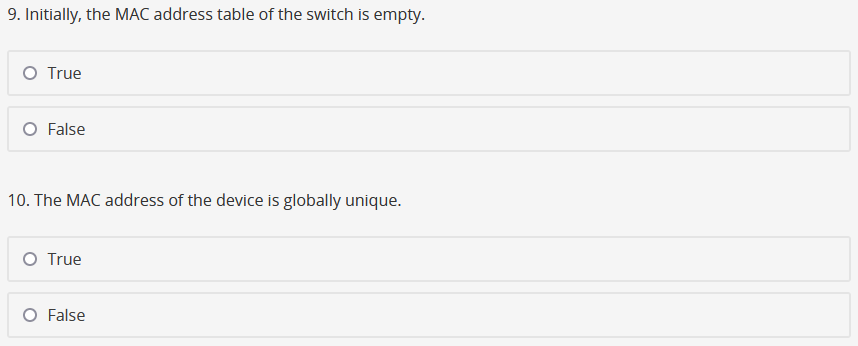 9. Initially, the MAC address table of the switch is empty.
True
False
10. The MAC address of the device is globally unique.
True
False